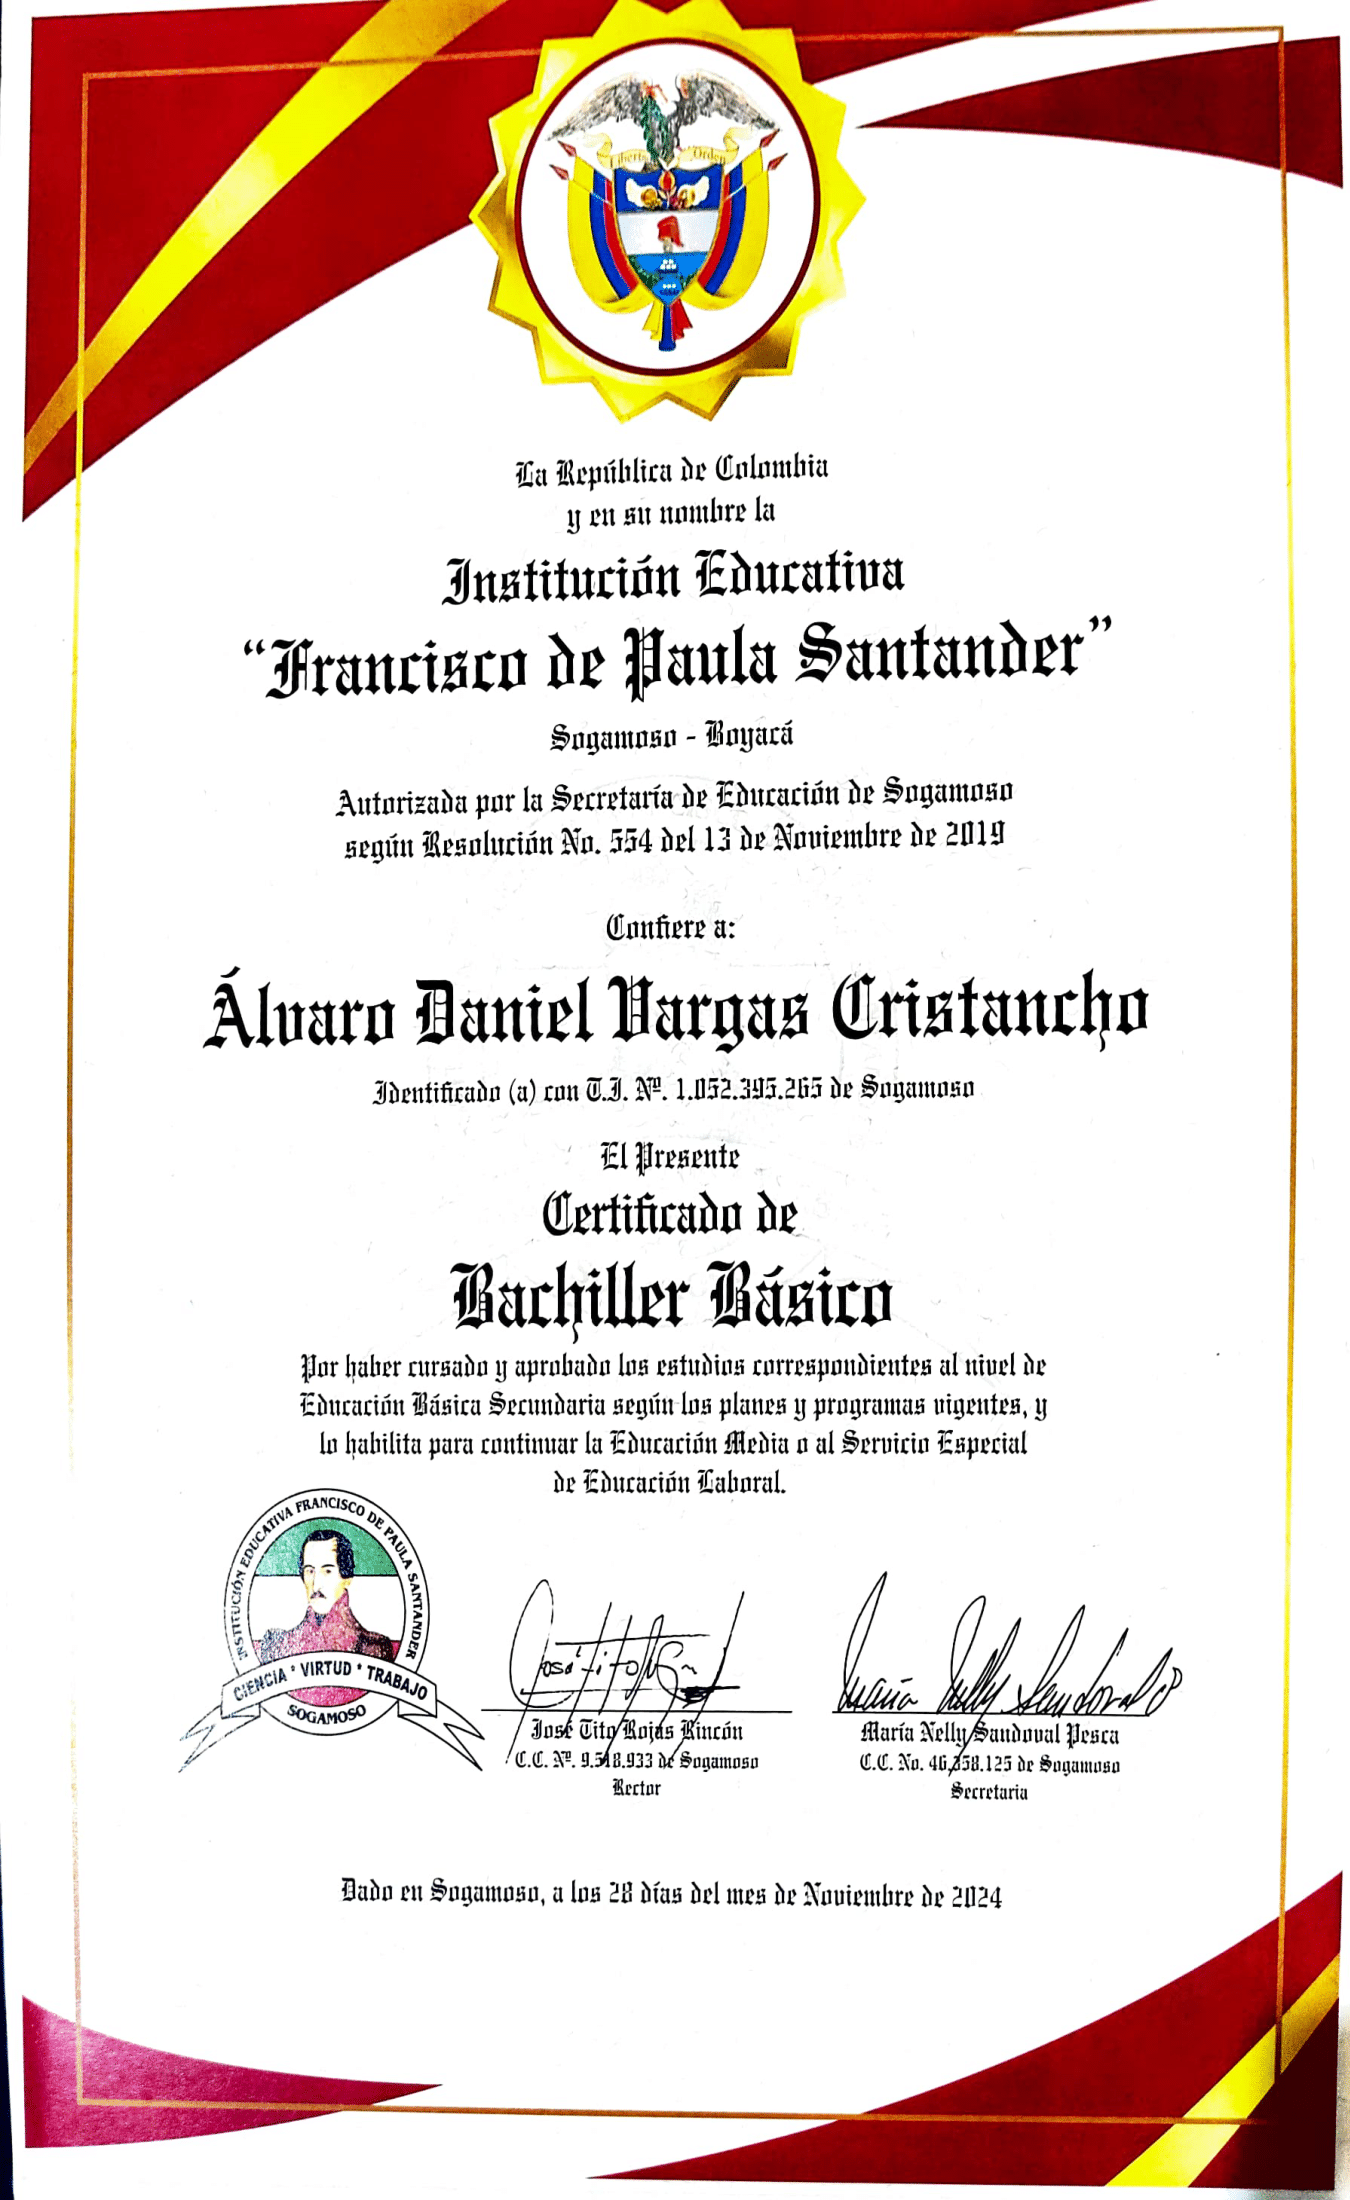 Libertad Orden
La República de Colombia
y en su nombre la
Institución Educativa
“Francisco de Paula Santander”
Sogamoso - Boyacá
Autorizada por la Secretaría de Educación de Sogamoso
según Resolución No. 554 del 13 de Noviembre de 2019
Confiere a:
Álvaro Daniel Vargas Cristancho
Identificado (a) con T.I. Nº. 1.052.395.265 de Sogamoso
El Presente
Certificado de
Bachiller Básico
Por haber cursado y aprobado los estudios correspondientes al nivel de
Educación Básica Secundaria según los planes y programas vigentes, y
lo habilita para continuar la Educación Media o al Servicio Especial
de Educación Laboral.
INSTITUCIÓN EDUCATIVA FRANCISCO DE PAULA SANTANDER
CIENCIA * VIRTUD * TRABAJO
SOGAMOSO
María Nelly Sandoval P
José Tito Rojas Rincón
C.C. Nº. 9.518.933 de Sogamoso
Rector
María Nelly Sandoval Pesca
C.C. No. 46.358.125 de Sogamoso
Secretaria
Dado en Sogamoso, a los 28 días del mes de Noviembre de 2024